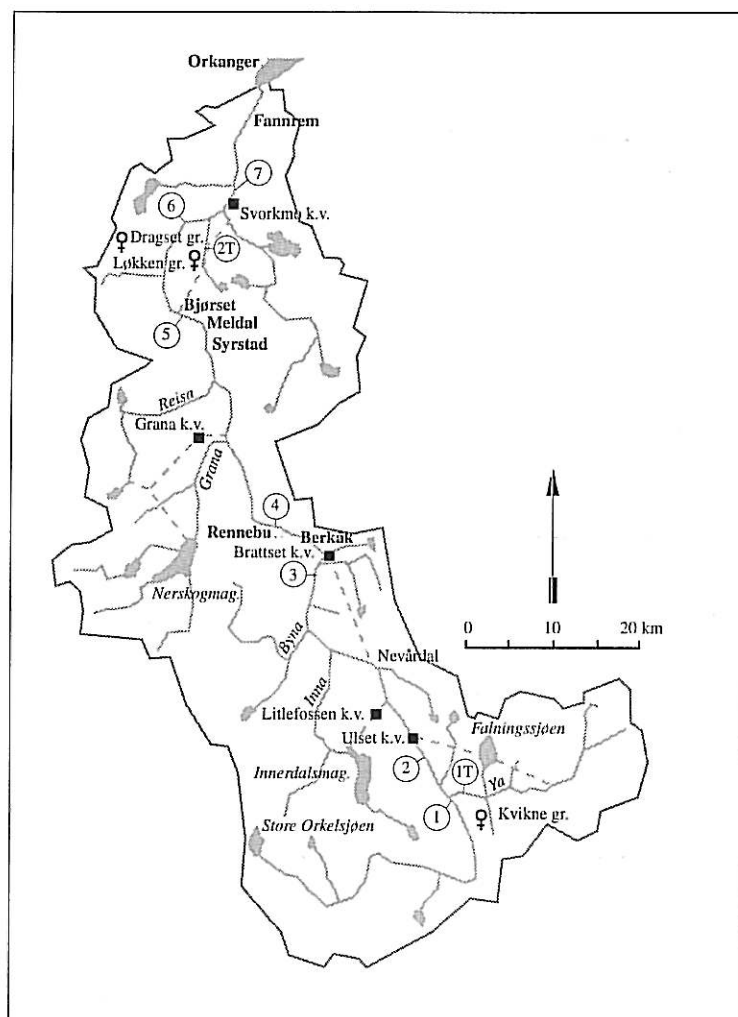 Orkanger
Fannrem
7
Svorkmo k.v.
6
Dragset gr.
2T
Løkken gr.
Bjørset
Meldal
5
Syrstad
Reisa
Grana k.v.
Grana
4
Rennebu
Berkåk
Brattset k.v.
3
Nerskogmag.
0 10 20 km
Byna
Nevårdal
Inna
Litlefossen k.v.
Falningssjøen
Ulset k.v.
2
1T
Innerdalsmag.
Ya
1
Kvikne gr.
Store Orkelsjøen